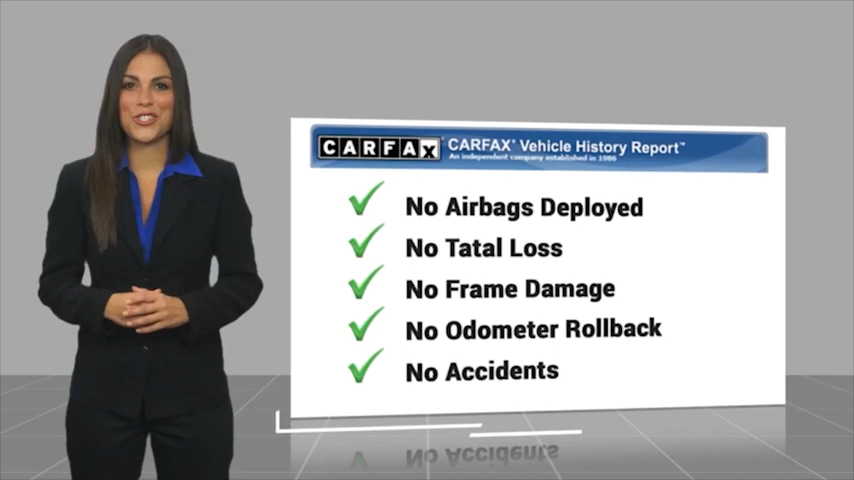 CARFAX CARFAX® Vehicle History Report™
An independent company established in 1986
No Airbags Deployed
No Tatal Loss
No Frame Damage
No Odometer Rollback
No Accidents
No Accidents